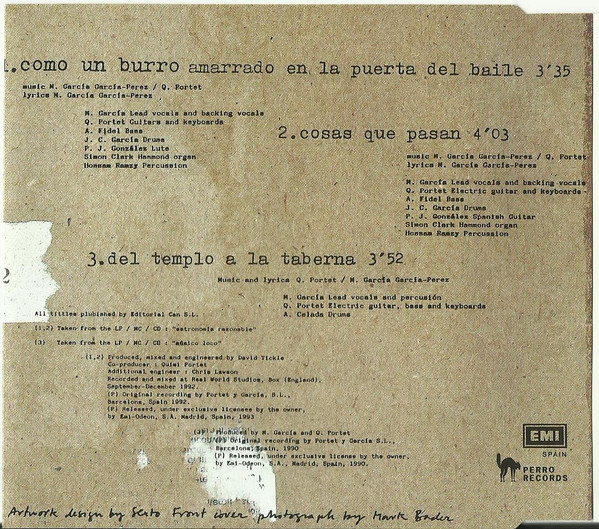 1.como un burro amarrado en la puerta del baile 3'35
music M. García García-Perez / Q. Portet
lyrics M. García García-Perez
M. García Lead vocals and backing vocals
Q. Portet Guitars and keyboards
A. Fidel Bass
J. C. García Drums
P. J. González Lute
Simon Clark Hammond organ
Hossam Ramzy Percussion
2.cosas que pasan 4'03
music M. García García-Perez / Q. Portet
lyrics M. García García-Perez
M. García Lead vocals and backing vocals
Q. Portet Electric guitar and keyboards
A. Fidel Bass
J. C. García Drums
P. J. González Spanish Guitar
Simon Clark Hammond organ
Hossam Ramzy Percussion
2
3.del templo a la taberna 3'52
Music and lyrics Q. Portet / M. García García-Perez
M. García Lead vocals and percusión
Q. Portet Electric guitar, bass and keyboards
A. Celada Drums
All tittles plubished by Editorial Can S.L.
(1,2) Taken from the LP / MC / CD : "astronomia razonable"
(3) Taken from the LP / MC / CD : "músico loco"
(1,2) Produced, mixed and engineered by David Tickle
Co-producer : Quimi Portet
Additional engineer : Chris Lawson
Recorded and mixed at Real World Studios, Box (England),
September-December 1992.
(P) Original recording by Portet y García, S.L.,
Barcelona, Spain 1992.
(P) Released, under exclusive licenses by the owner,
by Emi-Odeon, S.A. Madrid, Spain, 1993
(3) Produced by M. García and Q. Portet
(P) Original recording by Portet y García S.L.,
Barcelona, Spain, 1990
(P) Released, under exclusive license by the owner,
by Emi-Odeon, S.A., Madrid, Spain, 1990.
EMI
SPAIN
PERRO
RECORDS
Artwork design by Sexto Front cover photograph by Mark Bader